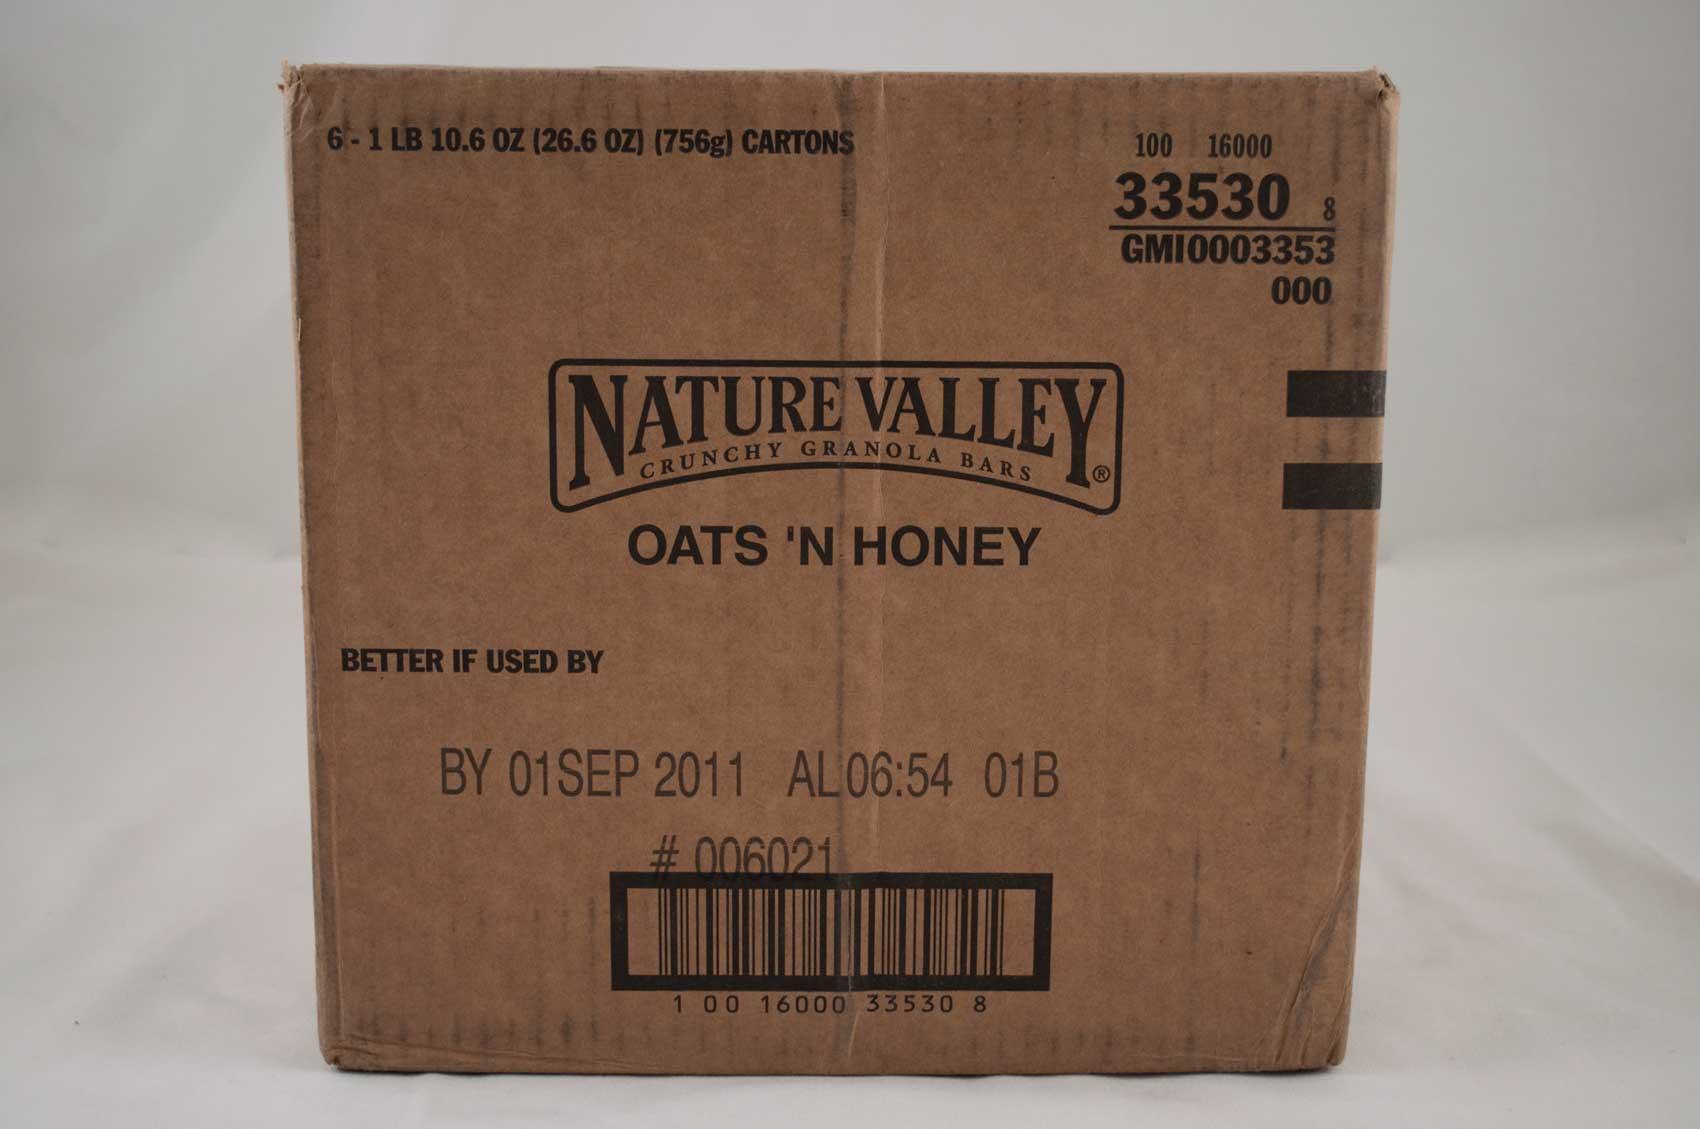 6 - 1 LB 10.6 OZ (26.6 OZ) (756g) CARTONS
100 16000
33530 8
GMI0003353
000
NATURE VALLEY
CRUNCHY GRANOLA BARS ®
OATS 'N HONEY
BETTER IF USED BY
BY 01SEP 2011 AL06:54 01B
# 006021
1 00 16000 33530 8